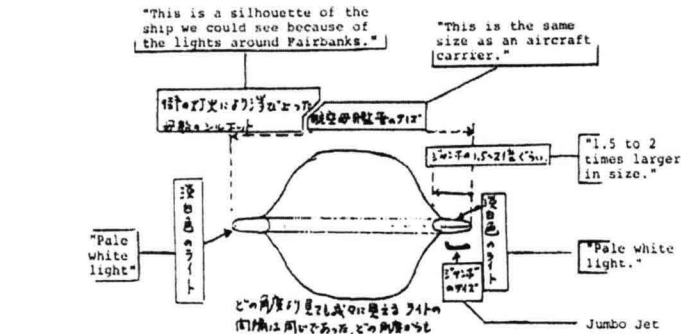 "This is a silhouette of the
ship we could see because of
the lights around Fairbanks."
"This is the same
size as an aircraft
carrier."
街の灯火により浮び上った
母船のシルエット
航空母艦並のサイズ
ジャンボの1.5〜2倍ぐらい
"1.5 to 2
times larger
in size."
淡白色のライト
淡白色のライト
"Pale
white
light"
"Pale white
light."
ジャンボ
のサイズ
Jumbo Jet
どの角度より見ても我々に見えるライトの
間隔は同じであった。どの角度からも